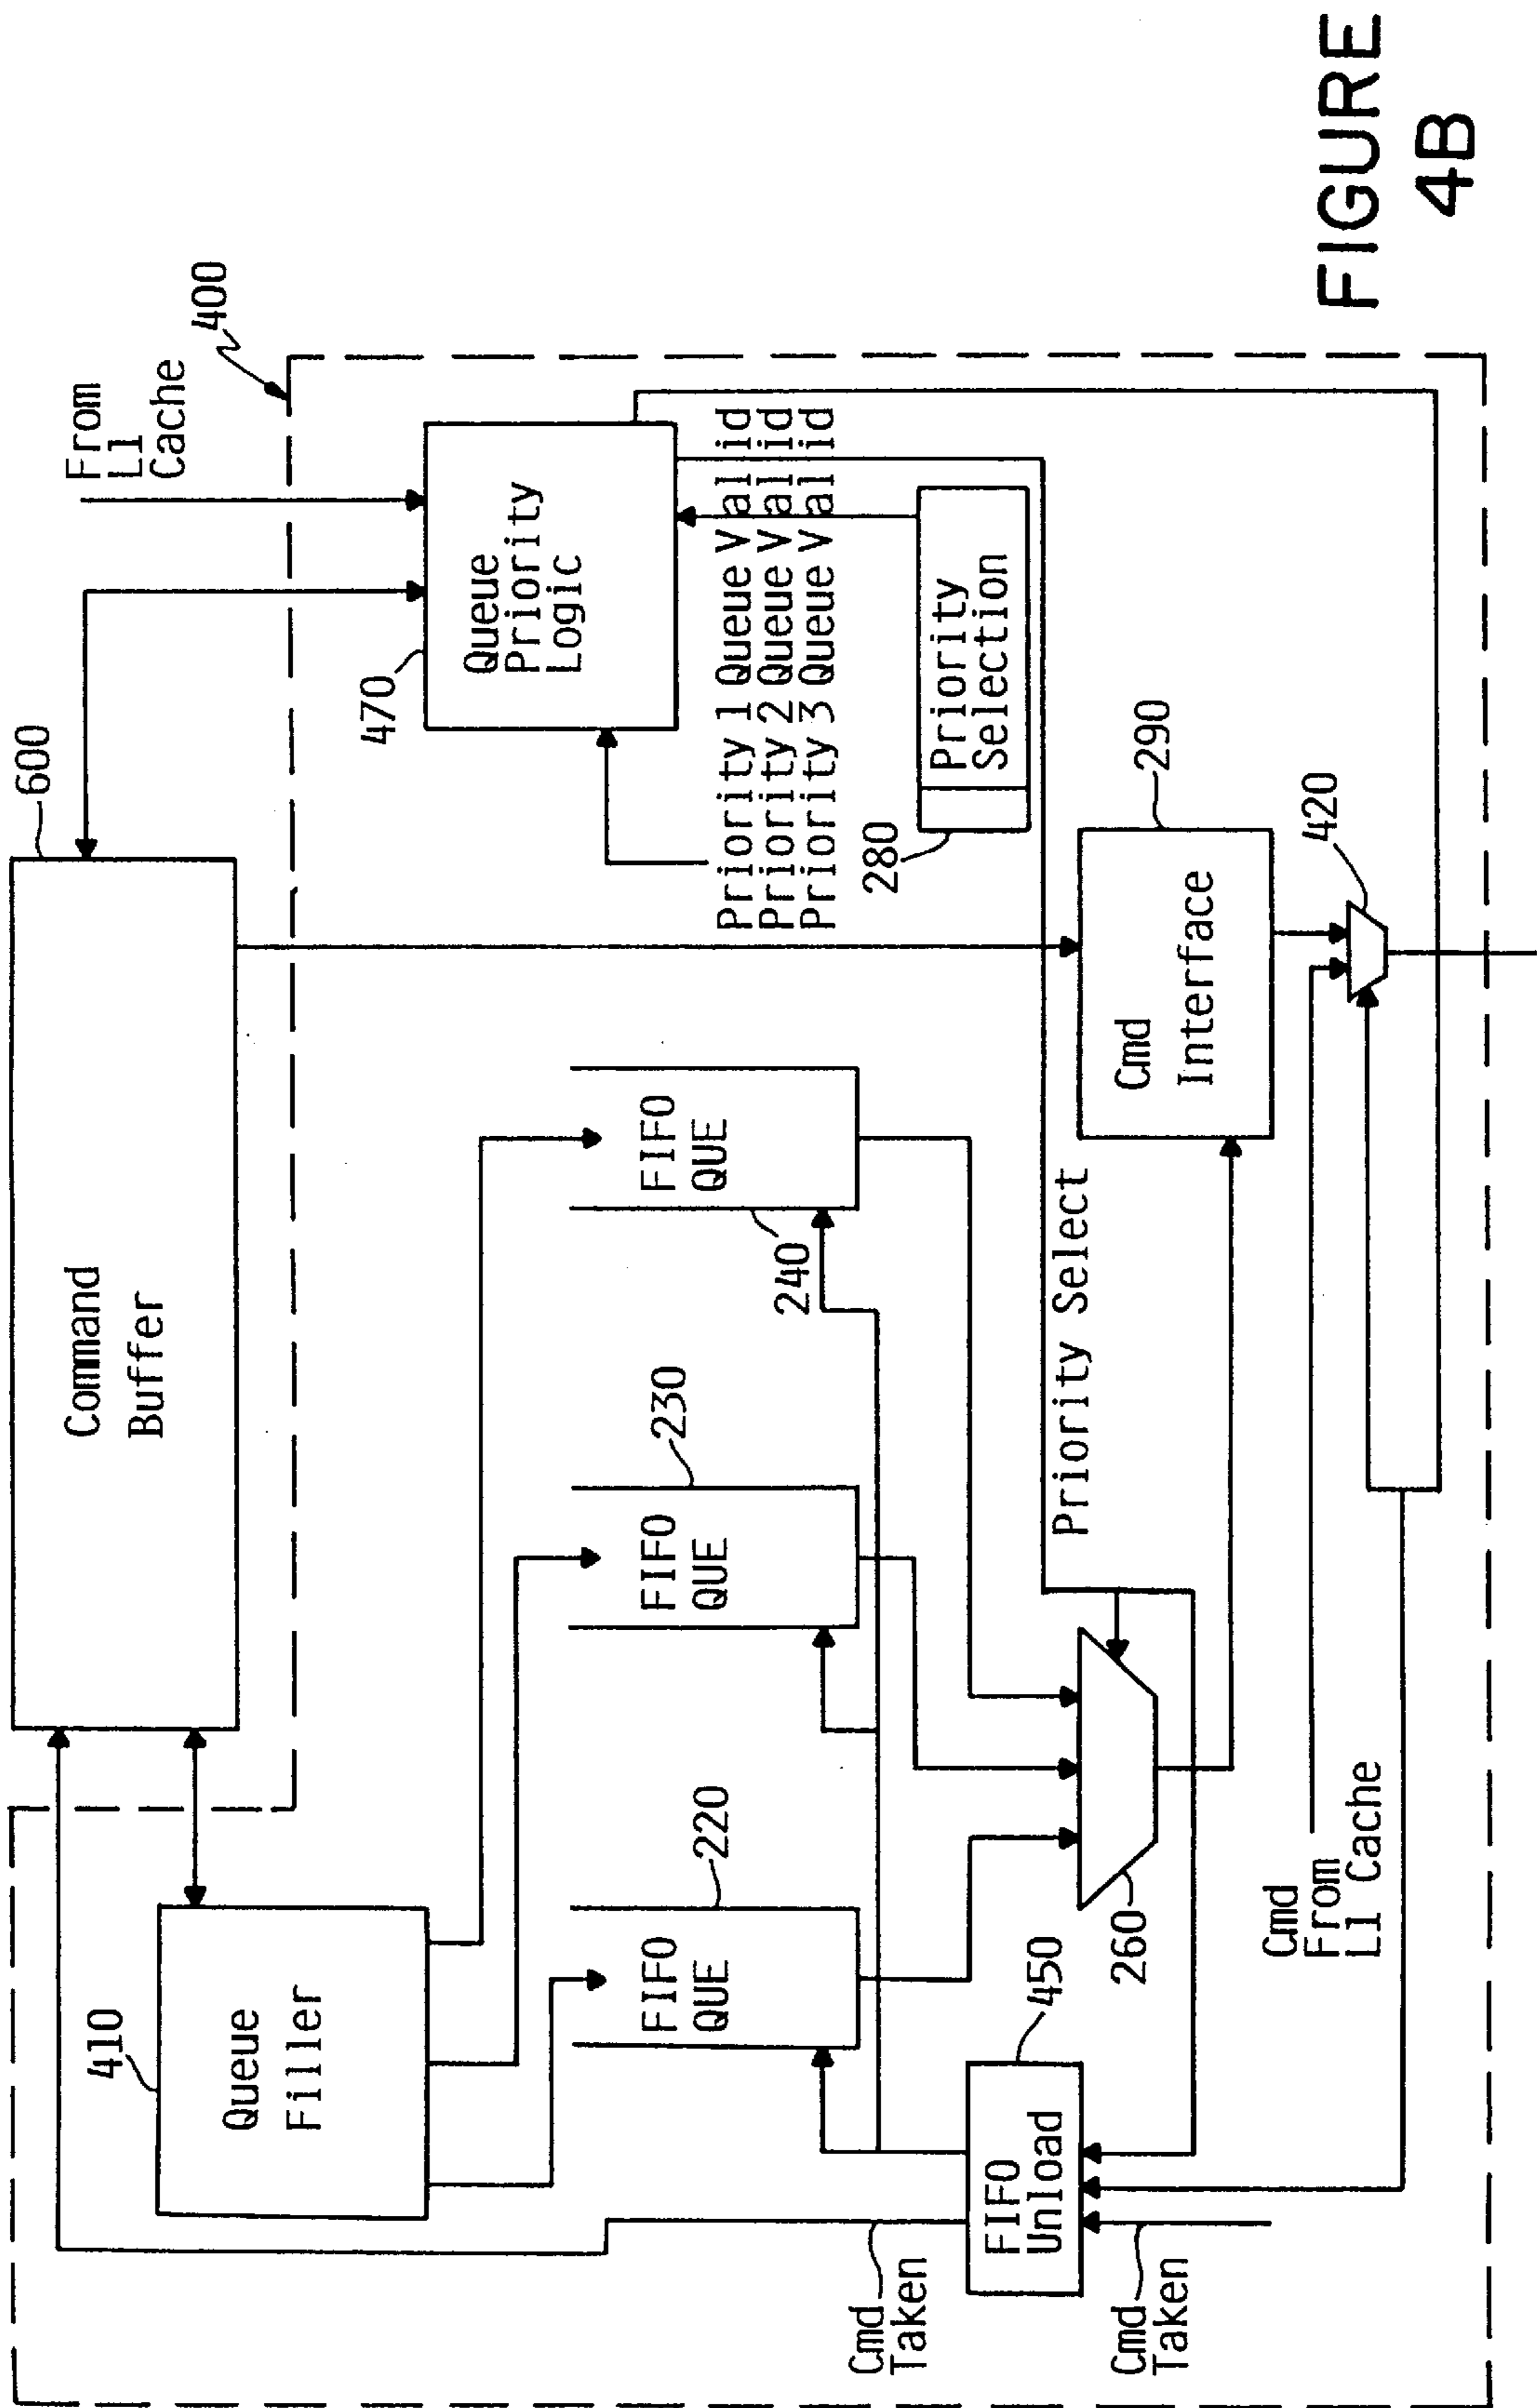 600
Command
Buffer
From
L1
Cache
400
410
Queue
Filler
470
Queue
Priority
Logic
220
FIFO
QUE
230
FIFO
QUE
240
FIFO
QUE
Priority 1 Queue Valid
Priority 2 Queue Valid
Priority 3 Queue Valid
280
Priority
Selection
Cmd
Taken
450
FIFO
Unload
Cmd
Taken
260
Priority Select
Cmd
Interface
290
Cmd
From
L1 Cache
420
FIGURE
4B